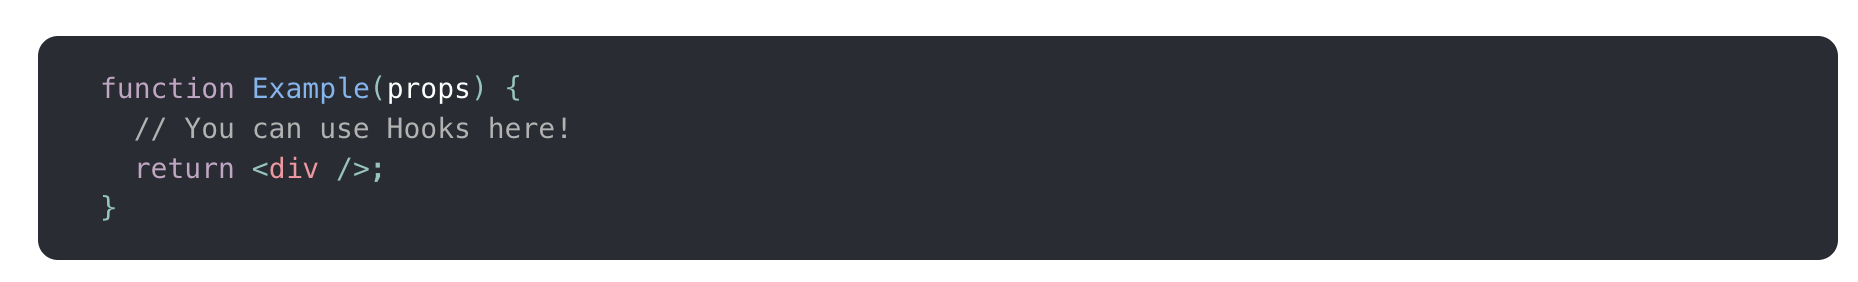 function Example(props) {
  // You can use Hooks here!
  return <div />;
}